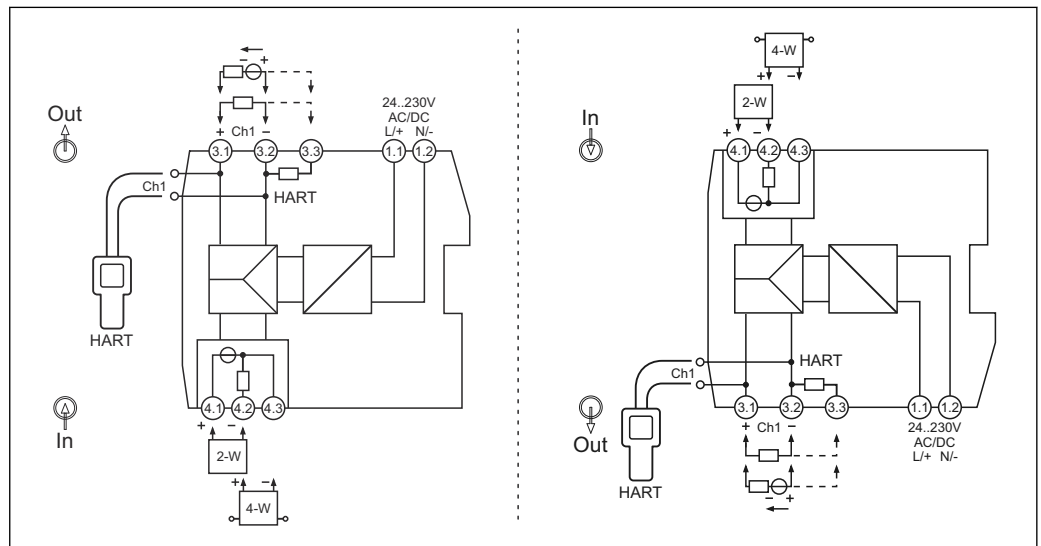 − +
Out
24..230V
AC/DC
+ Ch1 − L/+ N/-
3.1 3.2 3.3 1.1 1.2
Ch1
HART
HART
4.1 4.2 4.3
In
+ −
2-W
+ −
4-W
4-W
+ −
2-W
In
+ −
4.1 4.2 4.3
HART
Ch1
3.1 3.2 3.3 1.1 1.2
+ Ch1 − 24..230V
AC/DC
L/+ N/-
Out
HART
− +